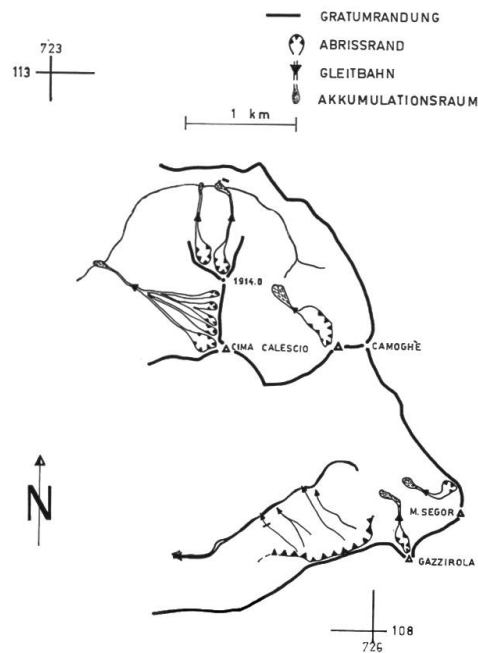 GRATUMRANDUNG
ABRISSRAND
GLEITBAHN
AKKUMULATIONSRAUM
723
113
1 km
1914.0
CIMA CALESCIO
CAMOGHÈ
N
M. SEGOR
GAZZIROLA
108
726